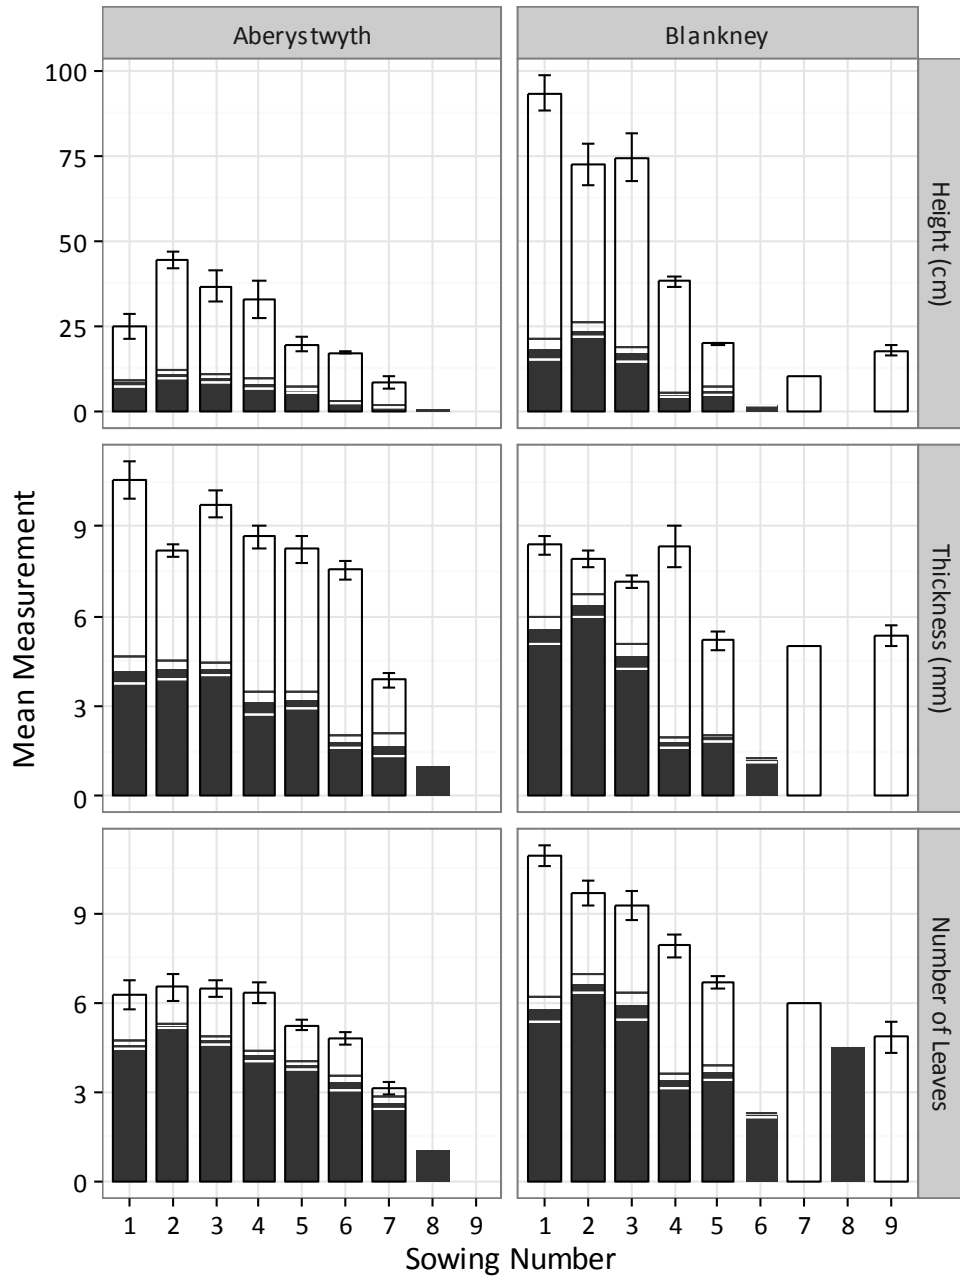 Aberystwyth Blankney
100
75
50
25
0
Height (cm)
9
6
3
0
Thickness (mm)
Mean Measurement
9
6
3
0
Number of Leaves
1 2 3 4 5 6 7 8 9 1 2 3 4 5 6 7 8 9
Sowing Number